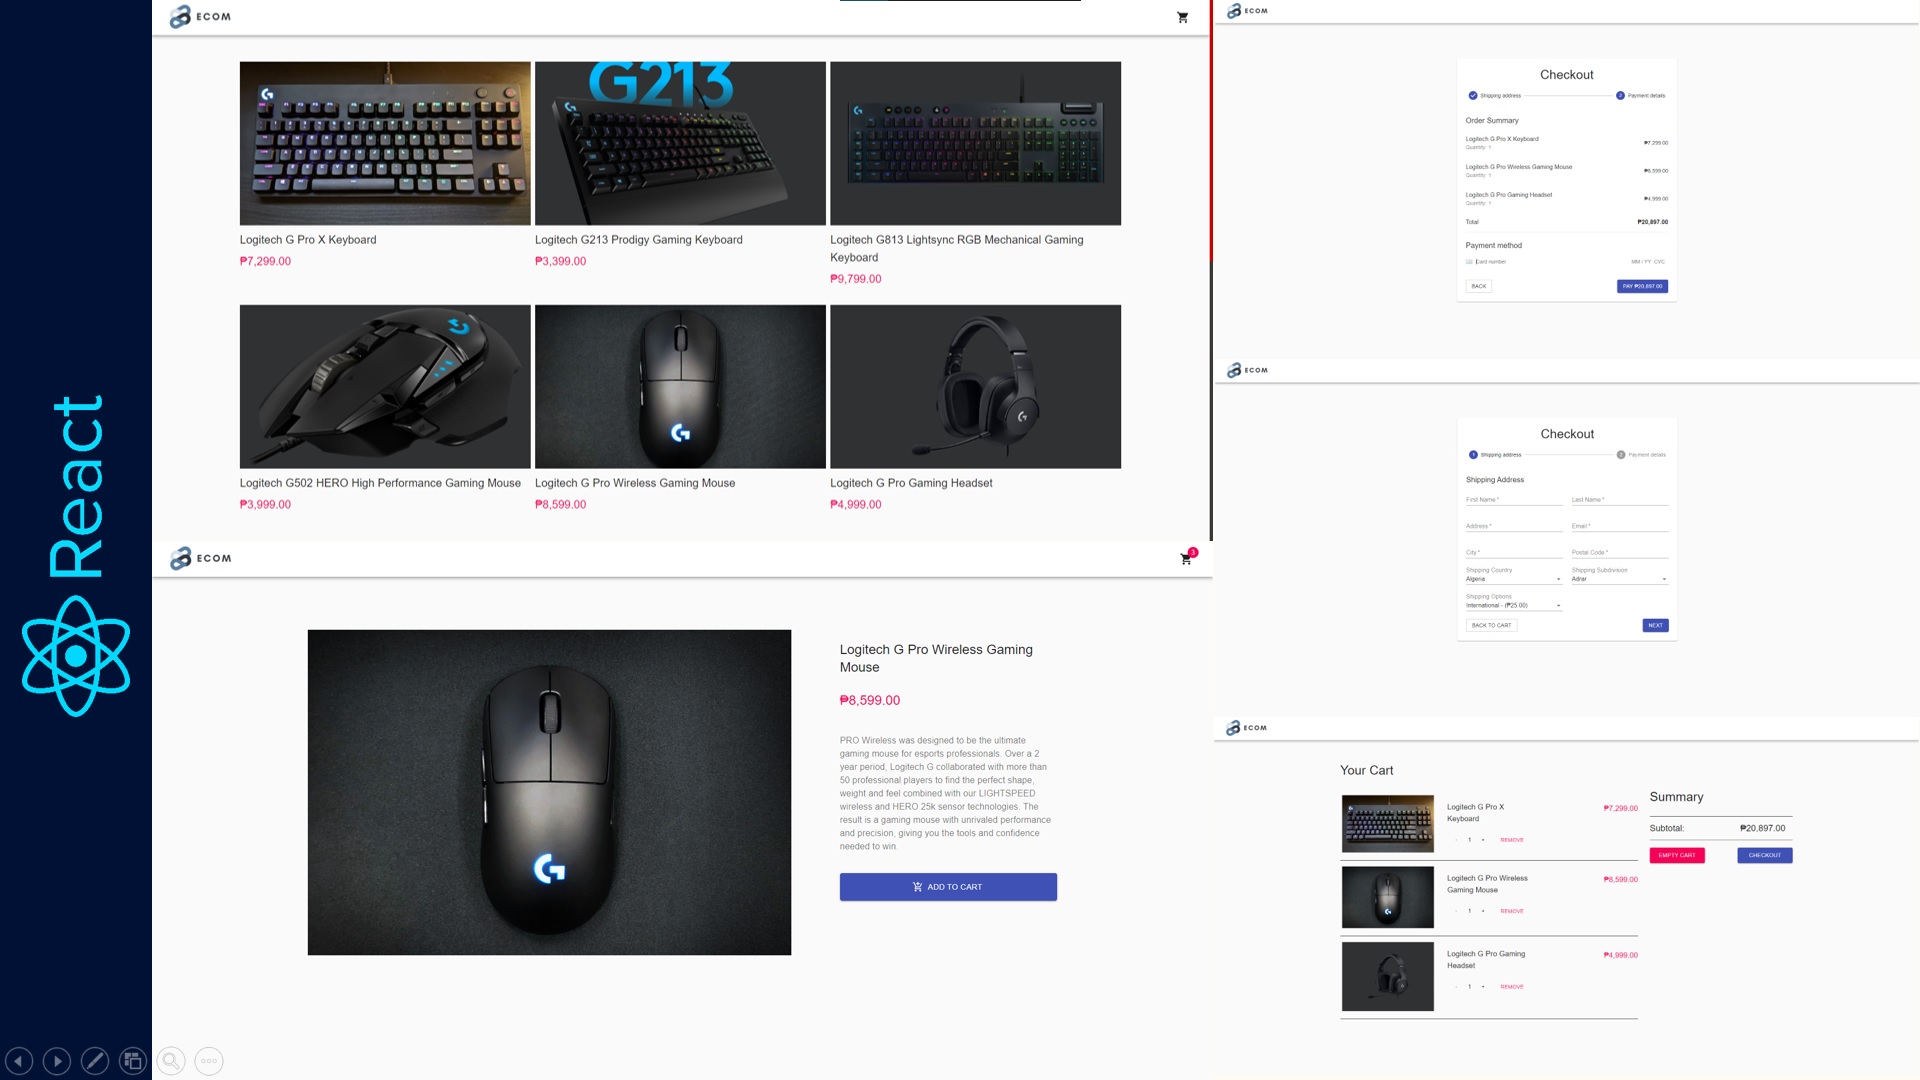 React
ECOM
G213
Logitech G Pro X Keyboard
₱7,299.00
Logitech G213 Prodigy Gaming Keyboard
₱3,399.00
Logitech G813 Lightsync RGB Mechanical Gaming
Keyboard
₱9,799.00
Logitech G502 HERO High Performance Gaming Mouse
₱3,999.00
Logitech G Pro Wireless Gaming Mouse
₱8,599.00
Logitech G Pro Gaming Headset
₱4,999.00
ECOM
3
Logitech G Pro Wireless Gaming
Mouse
₱8,599.00
PRO Wireless was designed to be the ultimate
gaming mouse for esports professionals. Over a 2
year period, Logitech G collaborated with more than
50 professional players to find the perfect shape,
weight and feel combined with our LIGHTSPEED
wireless and HERO 25k sensor technologies. The
result is a gaming mouse with unrivaled performance
and precision, giving you the tools and confidence
needed to win.
ADD TO CART
ECOM
Checkout
Shipping address
2 Payment details
Order Summary
Logitech G Pro X Keyboard
Quantity: 1
₱7,299.00
Logitech G Pro Wireless Gaming Mouse
Quantity: 1
₱8,599.00
Logitech G Pro Gaming Headset
Quantity: 1
₱4,999.00
Total ₱20,897.00
Payment method
Card number MM / YY CVC
BACK PAY ₱20,897.00
ECOM
Checkout
1 Shipping address
2 Payment details
Shipping Address
First Name * Last Name *
Address * Email *
City * Postal Code *
Shipping Country Shipping Subdivision
Algeria Adrar
Shipping Options
International - (₱25.00)
BACK TO CART NEXT
ECOM
Your Cart
Logitech G Pro X
Keyboard
₱7,299.00
- 1 + REMOVE
Logitech G Pro Wireless
Gaming Mouse
₱8,599.00
- 1 + REMOVE
Logitech G Pro Gaming
Headset
₱4,999.00
- 1 + REMOVE
Summary
Subtotal: ₱20,897.00
EMPTY CART CHECKOUT